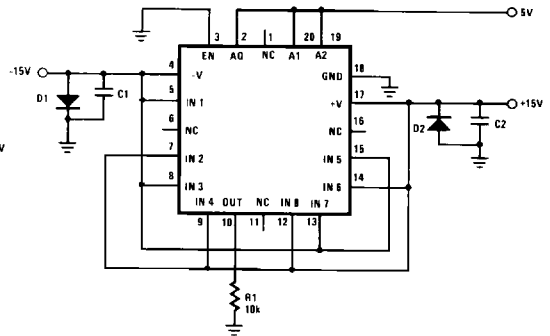 5V
3 2 1 20 19
EN A0 NC A1 A2
-15V
4 -V
GND 18
D1
C1
5 IN 1
+V 17
+15V
6 NC
NC 16
D2
C2
V
7 IN 2
IN 5 15
8 IN 3
IN 6 14
IN 4 OUT NC IN 8 IN 7
9 10 11 12 13
R1
10k